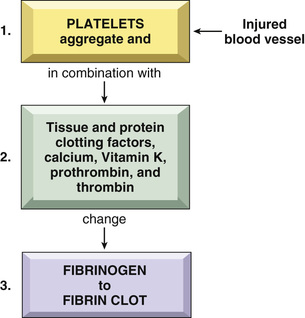 1.
PLATELETS
aggregate and
Injured
blood vessel
in combination with
2.
Tissue and protein
clotting factors,
calcium, Vitamin K,
prothrombin, and
thrombin
change
3.
FIBRINOGEN
to
FIBRIN CLOT